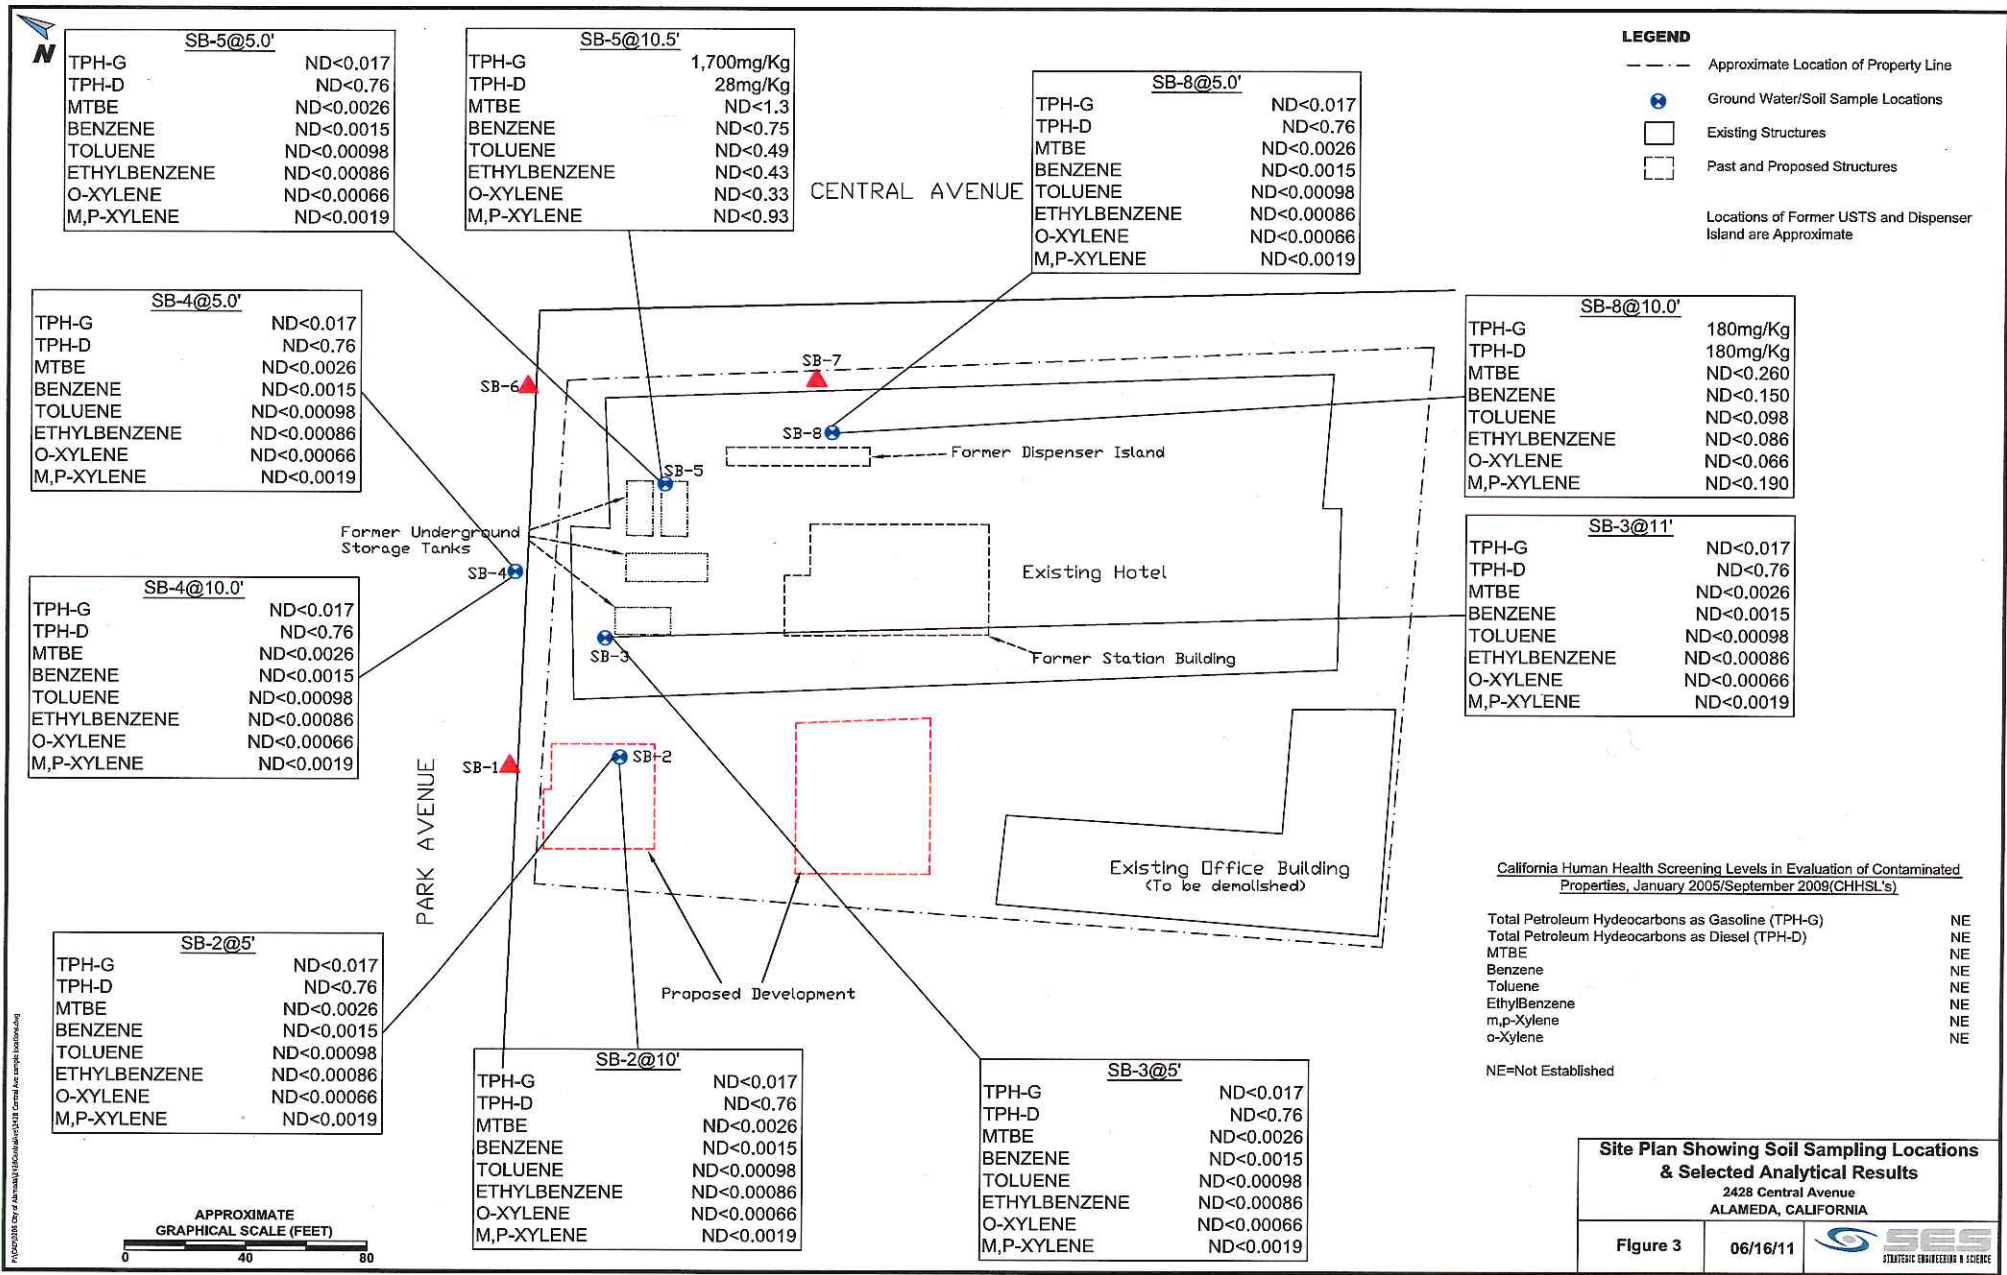 N
SB-5@5.0'
TPH-G ND<0.017
TPH-D ND<0.76
MTBE ND<0.0026
BENZENE ND<0.0015
TOLUENE ND<0.00098
ETHYLBENZENE ND<0.00086
O-XYLENE ND<0.00066
M,P-XYLENE ND<0.0019
SB-5@10.5'
TPH-G 1,700mg/Kg
TPH-D 28mg/Kg
MTBE ND<1.3
BENZENE ND<0.75
TOLUENE ND<0.49
ETHYLBENZENE ND<0.43
O-XYLENE ND<0.33
M,P-XYLENE ND<0.93
CENTRAL AVENUE
SB-8@5.0'
TPH-G ND<0.017
TPH-D ND<0.76
MTBE ND<0.0026
BENZENE ND<0.0015
TOLUENE ND<0.00098
ETHYLBENZENE ND<0.00086
O-XYLENE ND<0.00066
M,P-XYLENE ND<0.0019
LEGEND
Approximate Location of Property Line
Ground Water/Soil Sample Locations
Existing Structures
Past and Proposed Structures
Locations of Former USTS and Dispenser
Island are Approximate
SB-4@5.0'
TPH-G ND<0.017
TPH-D ND<0.76
MTBE ND<0.0026
BENZENE ND<0.0015
TOLUENE ND<0.00098
ETHYLBENZENE ND<0.00086
O-XYLENE ND<0.00066
M,P-XYLENE ND<0.0019
SB-8@10.0'
TPH-G 180mg/Kg
TPH-D 180mg/Kg
MTBE ND<0.260
BENZENE ND<0.150
TOLUENE ND<0.098
ETHYLBENZENE ND<0.086
O-XYLENE ND<0.066
M,P-XYLENE ND<0.190
SB-6
SB-7
SB-8
Former Dispenser Island
SB-5
Former Underground
Storage Tanks
SB-4
Existing Hotel
SB-3
Former Station Building
SB-3@11'
TPH-G ND<0.017
TPH-D ND<0.76
MTBE ND<0.0026
BENZENE ND<0.0015
TOLUENE ND<0.00098
ETHYLBENZENE ND<0.00086
O-XYLENE ND<0.00066
M,P-XYLENE ND<0.0019
SB-4@10.0'
TPH-G ND<0.017
TPH-D ND<0.76
MTBE ND<0.0026
BENZENE ND<0.0015
TOLUENE ND<0.00098
ETHYLBENZENE ND<0.00086
O-XYLENE ND<0.00066
M,P-XYLENE ND<0.0019
SB-1
SB-2
PARK AVENUE
Existing Office Building
(To be demolished)
Proposed Development
California Human Health Screening Levels in Evaluation of Contaminated
Properties, January 2005/September 2009(CHHSL's)
Total Petroleum Hydeocarbons as Gasoline (TPH-G) NE
Total Petroleum Hydeocarbons as Diesel (TPH-D) NE
MTBE NE
Benzene NE
Toluene NE
EthylBenzene NE
m,p-Xylene NE
o-Xylene NE
NE=Not Established
SB-2@5'
TPH-G ND<0.017
TPH-D ND<0.76
MTBE ND<0.0026
BENZENE ND<0.0015
TOLUENE ND<0.00098
ETHYLBENZENE ND<0.00086
O-XYLENE ND<0.00066
M,P-XYLENE ND<0.0019
SB-2@10'
TPH-G ND<0.017
TPH-D ND<0.76
MTBE ND<0.0026
BENZENE ND<0.0015
TOLUENE ND<0.00098
ETHYLBENZENE ND<0.00086
O-XYLENE ND<0.00066
M,P-XYLENE ND<0.0019
SB-3@5'
TPH-G ND<0.017
TPH-D ND<0.76
MTBE ND<0.0026
BENZENE ND<0.0015
TOLUENE ND<0.00098
ETHYLBENZENE ND<0.00086
O-XYLENE ND<0.00066
M,P-XYLENE ND<0.0019
APPROXIMATE
GRAPHICAL SCALE (FEET)
0 40 80
Site Plan Showing Soil Sampling Locations
& Selected Analytical Results
2428 Central Avenue
ALAMEDA, CALIFORNIA
Figure 3
06/16/11
SES
STRATEGIC ENGINEERING & SCIENCE